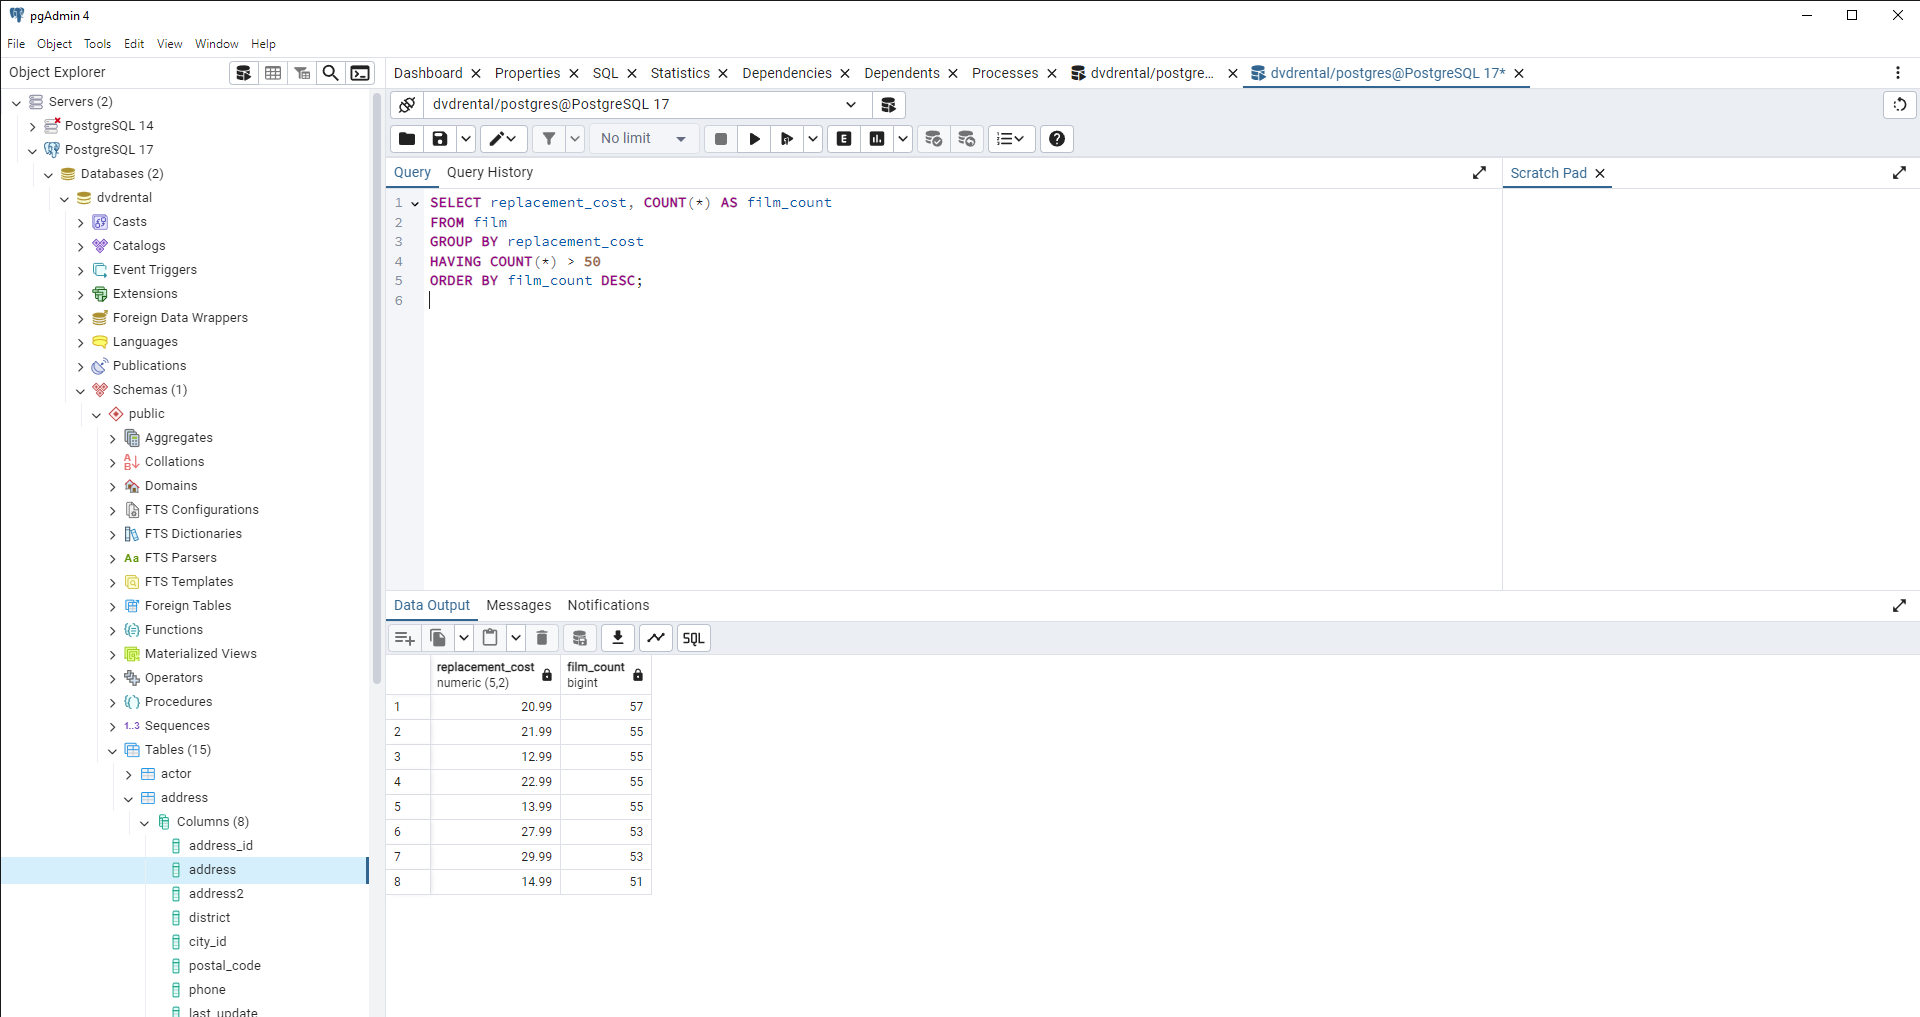 pgAdmin 4
File Object Tools Edit View Window Help
Object Explorer
Dashboard Properties SQL Statistics Dependencies Dependents Processes dvdrental/postgre... dvdrental/postgres@PostgreSQL 17*
Servers (2)
PostgreSQL 14
PostgreSQL 17
Databases (2)
dvdrental
Casts
Catalogs
Event Triggers
Extensions
Foreign Data Wrappers
Languages
Publications
Schemas (1)
public
Aggregates
Collations
Domains
FTS Configurations
FTS Dictionaries
Aa FTS Parsers
FTS Templates
Foreign Tables
Functions
Materialized Views
Operators
Procedures
1..3 Sequences
Tables (15)
actor
address
Columns (8)
address_id
address
address2
district
city_id
postal_code
phone
last_update
dvdrental/postgres@PostgreSQL 17
No limit
E
Query Query History
Scratch Pad
1 SELECT replacement_cost, COUNT(*) AS film_count
2 FROM film
3 GROUP BY replacement_cost
4 HAVING COUNT(*) > 50
5 ORDER BY film_count DESC;
6
Data Output Messages Notifications
SQL
replacement_cost film_count
numeric (5,2) bigint
1 20.99 57
2 21.99 55
3 12.99 55
4 22.99 55
5 13.99 55
6 27.99 53
7 29.99 53
8 14.99 51